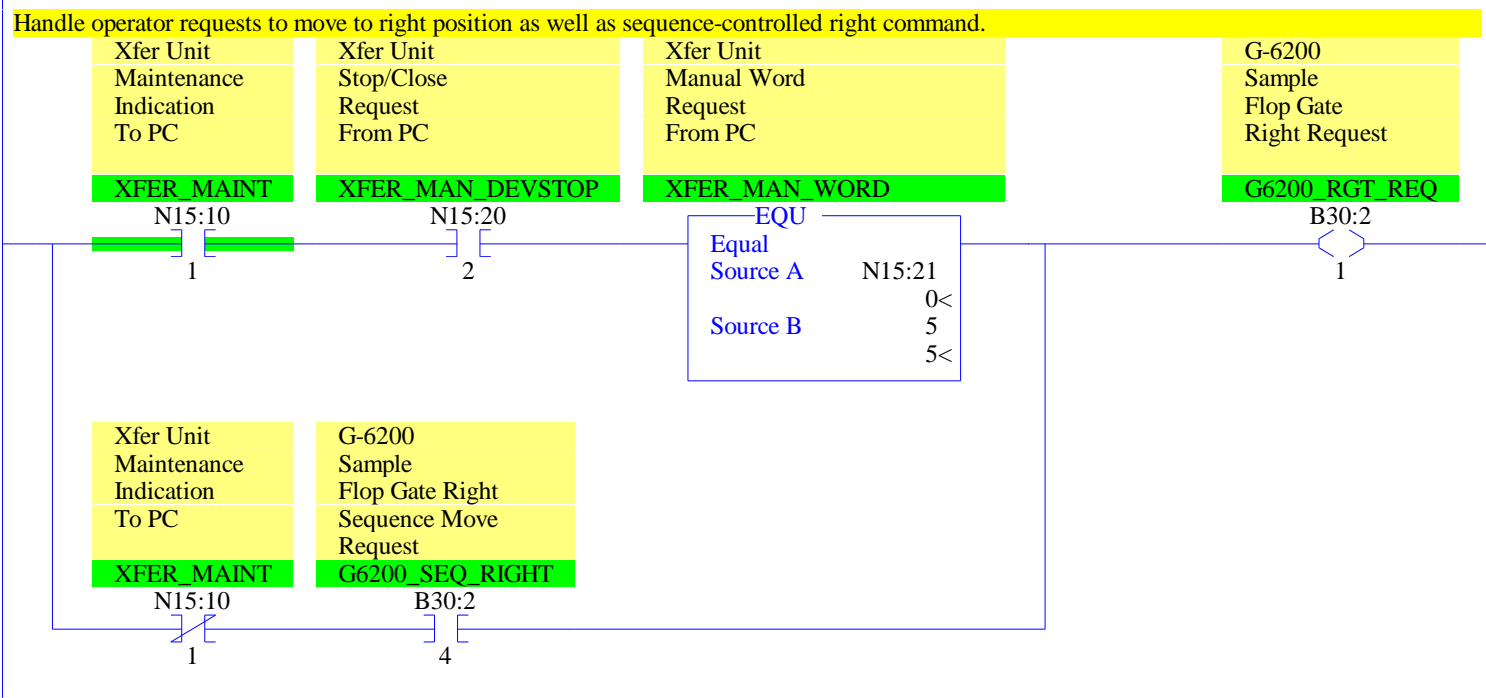 Handle operator requests to move to right position as well as sequence-controlled right command.
Xfer Unit
Maintenance
Indication
To PC
XFER_MAINT
N15:10
1
Xfer Unit
Stop/Close
Request
From PC
XFER_MAN_DEVSTOP
N15:20
2
Xfer Unit
Manual Word
Request
From PC
XFER_MAN_WORD
EQU
Equal
Source A N15:21
0<
Source B 5
5<
G-6200
Sample
Flop Gate
Right Request
G6200_RGT_REQ
B30:2
1
Xfer Unit
Maintenance
Indication
To PC
XFER_MAINT
N15:10
1
G-6200
Sample
Flop Gate Right
Sequence Move
Request
G6200_SEQ_RIGHT
B30:2
4